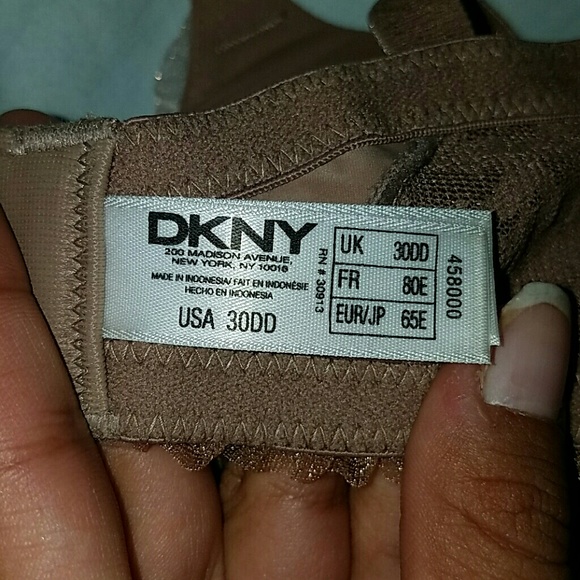 DKNY
200 MADISON AVENUE,
NEW YORK, NY 10016
MADE IN INDONESIA/ FAIT EN INDONÉSIE
HECHO EN INDONESIA
USA 30DD
RN # 30913
UK 30DD
FR 80E
EUR/JP 65E
458000